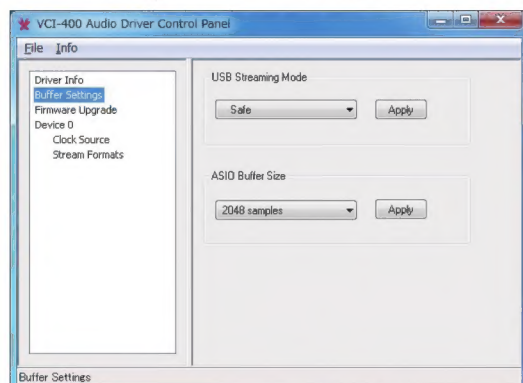 VCI-400 Audio Driver Control Panel
File Info
Driver Info
Buffer Settings
Firmware Upgrade
Device 0
Clock Source
Stream Formats
USB Streaming Mode
Safe Apply
ASIO Buffer Size
2048 samples Apply
Buffer Settings